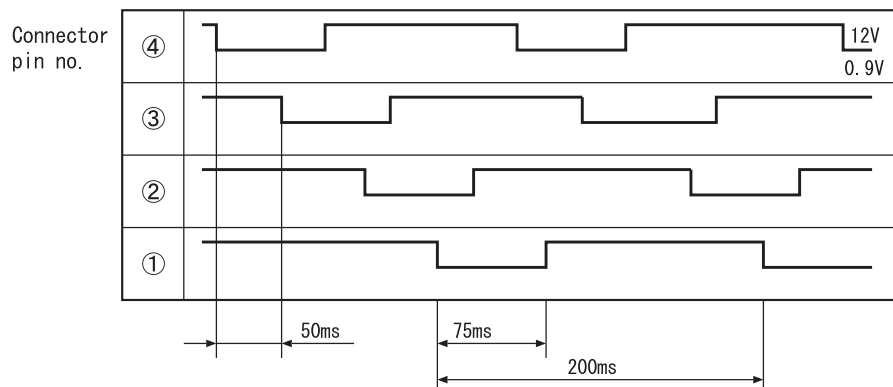 Connector
pin no.
④
12V
0.9V
③
②
①
50ms
75ms
200ms